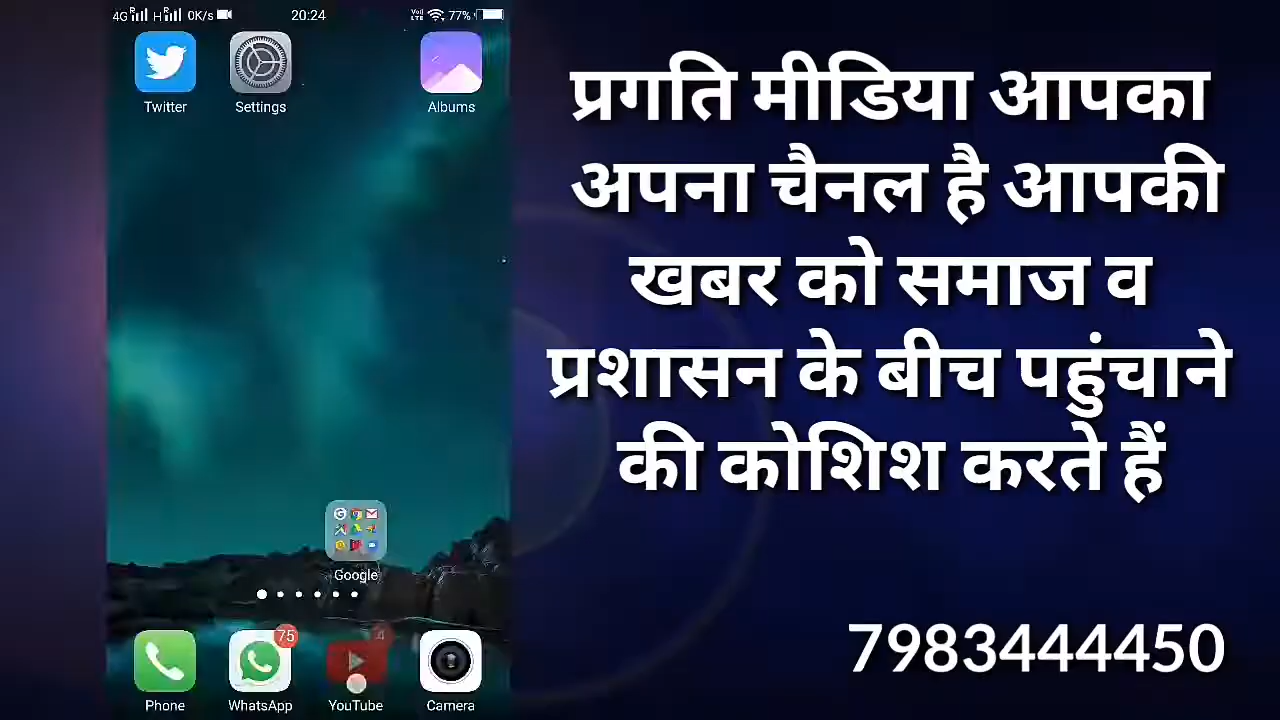 4G R H R 0K/s 20:24 VoLTE 77%
Twitter Settings Albums
Google
75 4
Phone WhatsApp YouTube Camera
प्रगति मीडिया आपका
अपना चैनल है आपकी
खबर को समाज व
प्रशासन के बीच पहुंचाने
की कोशिश करते हैं
7983444450